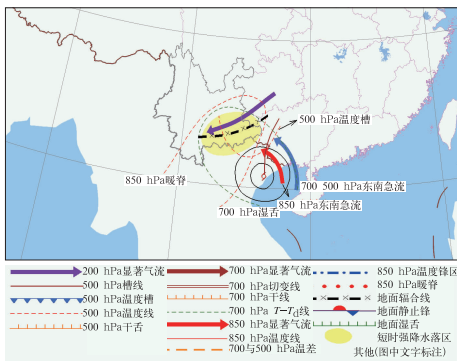 500 hPa温度槽
850 hPa暖脊
700 hPa湿舌
700 500 hPa东南急流
850 hPa东南急流
200 hPa显著气流
500 hPa槽线
500 hPa温度槽
500 hPa温度线
500 hPa干舌
700 hPa显著气流
700 hPa切变线
700 hPa干线
700 hPa T-Td线
850 hPa显著气流
850 hPa温度线
700与500 hPa温差
850 hPa温度锋区
850 hPa暖脊
地面辐合线
地面静止锋
地面湿舌
短时强降水落区
其他(图中文字标注)